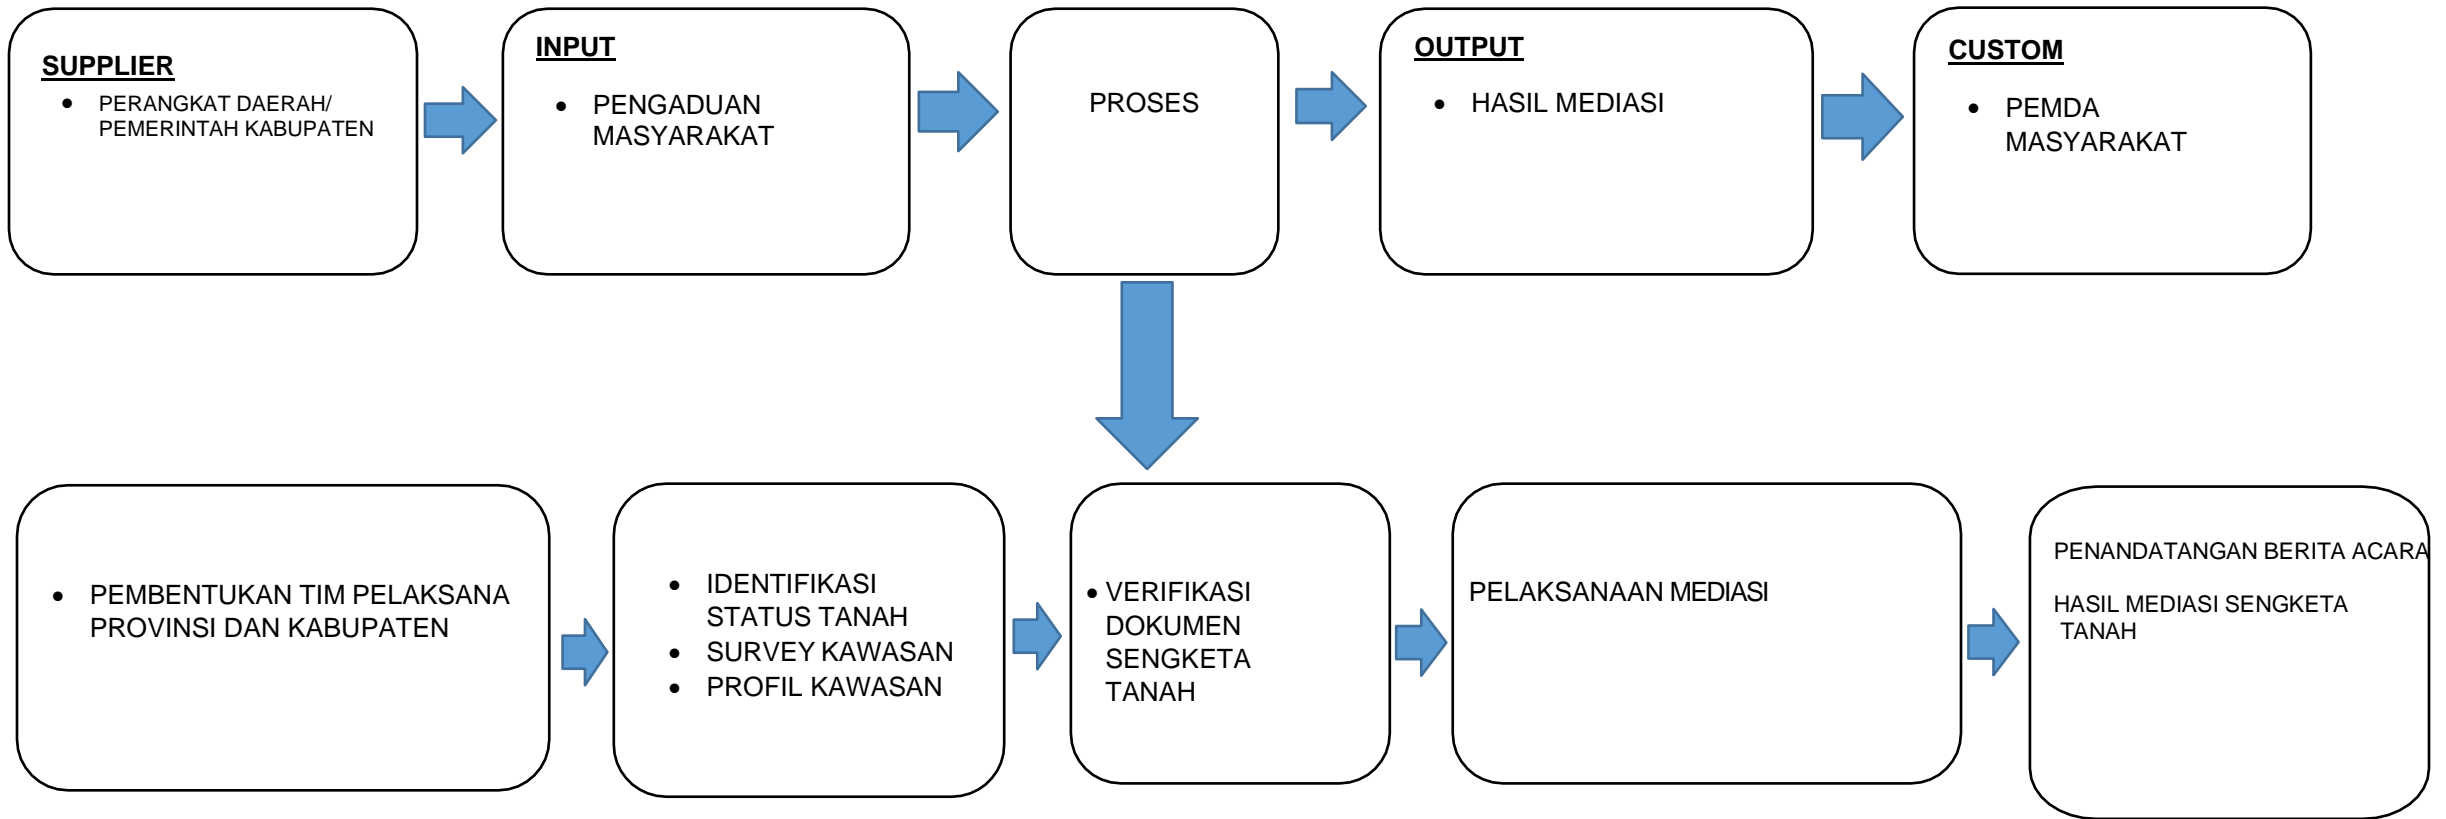 SUPPLIER
• PERANGKAT DAERAH/
PEMERINTAH KABUPATEN
INPUT
• PENGADUAN
MASYARAKAT
PROSES
OUTPUT
• HASIL MEDIASI
CUSTOM
• PEMDA
MASYARAKAT
• PEMBENTUKAN TIM PELAKSANA
PROVINSI DAN KABUPATEN
• IDENTIFIKASI
STATUS TANAH
• SURVEY KAWASAN
• PROFIL KAWASAN
• VERIFIKASI
DOKUMEN
SENGKETA
TANAH
PELAKSANAAN MEDIASI
PENANDATANGAN BERITA ACARA
HASIL MEDIASI SENGKETA
TANAH